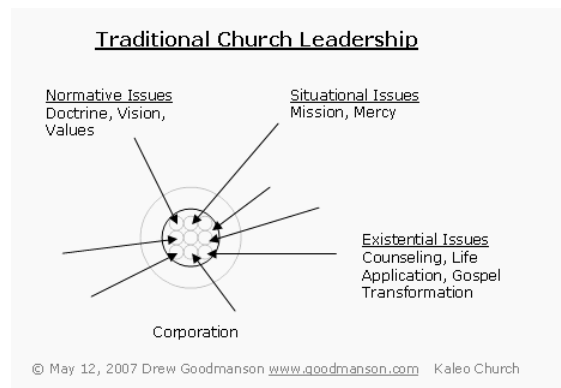 Traditional Church Leadership
Normative Issues
Doctrine, Vision,
Values
Situational Issues
Mission, Mercy
Existential Issues
Counseling, Life
Application, Gospel
Transformation
Corporation
© May 12, 2007 Drew Goodmanson www.goodmanson.com Kaleo Church